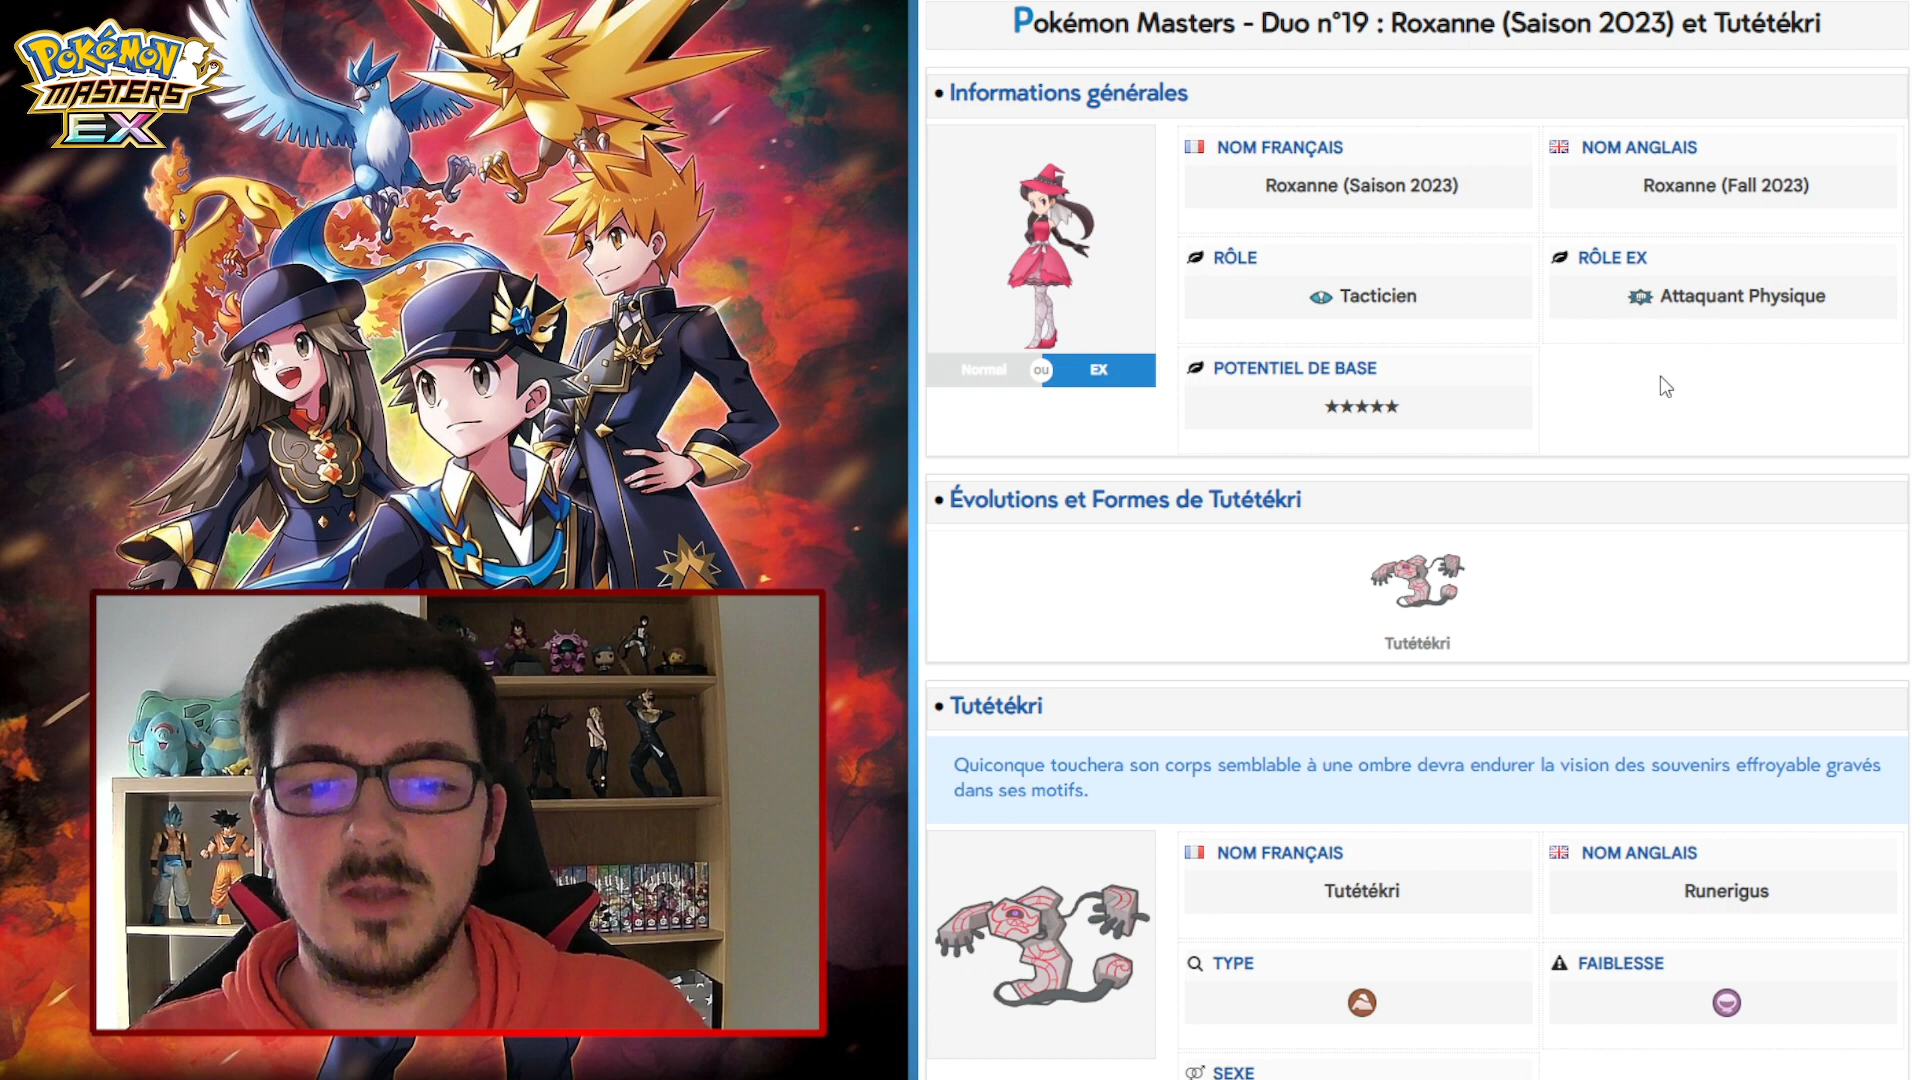 POKÉMON
MASTERS
EX
Pokémon Masters - Duo n°19 : Roxanne (Saison 2023) et Tutétékri
• Informations générales
NOM FRANÇAIS
Roxanne (Saison 2023)
NOM ANGLAIS
Roxanne (Fall 2023)
RÔLE
Tacticien
RÔLE EX
Attaquant Physique
Normal ou EX
POTENTIEL DE BASE
★★★★★
• Évolutions et Formes de Tutétékri
Tutétékri
• Tutétékri
Quiconque touchera son corps semblable à une ombre devra endurer la vision des souvenirs effroyable gravés
dans ses motifs.
NOM FRANÇAIS
Tutétékri
NOM ANGLAIS
Runerigus
TYPE
FAIBLESSE
SEXE